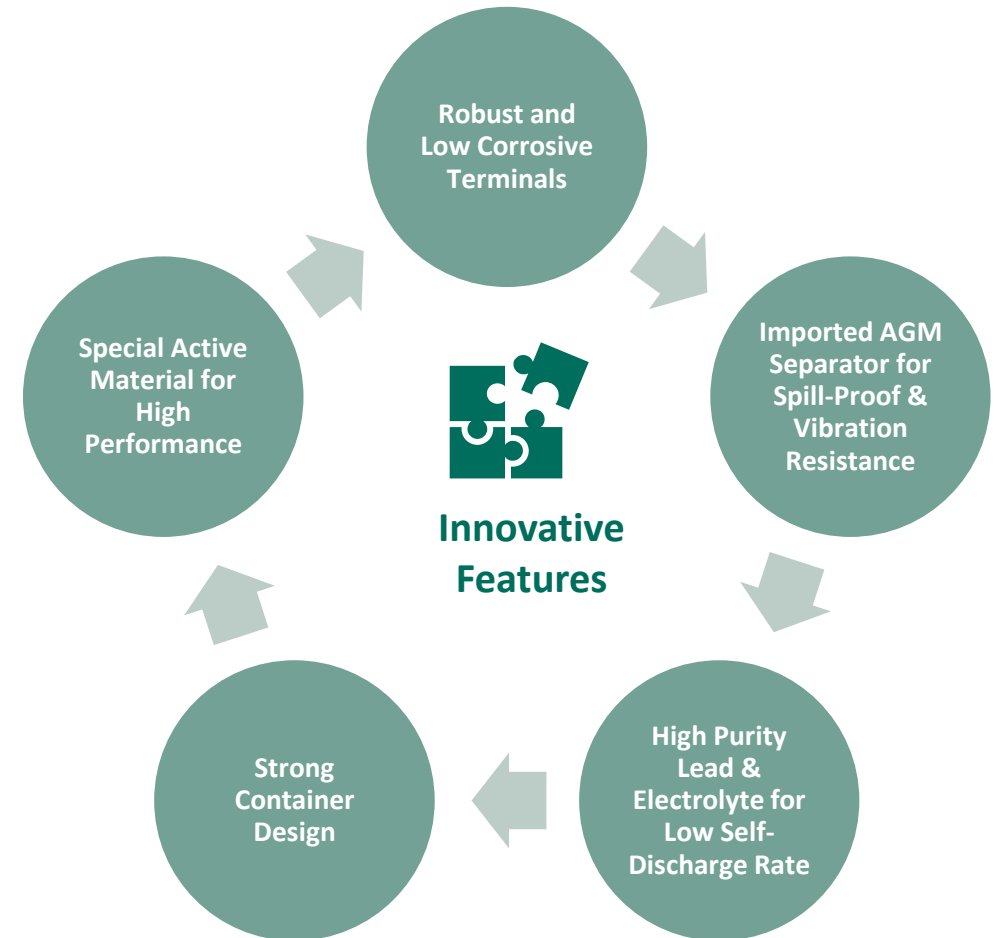 Robust and
Low Corrosive
Terminals
Imported AGM
Separator for
Spill-Proof &
Vibration
Resistance
High Purity
Lead &
Electrolyte for
Low Self-
Discharge Rate
Strong
Container
Design
Special Active
Material for
High
Performance
Innovative
Features